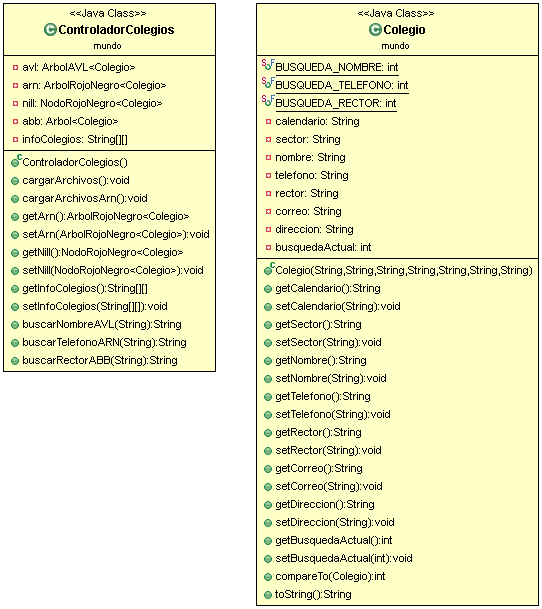 <<Java Class>>
ControladorColegios
mundo
avl: ArbolAVL<Colegio>
arn: ArbolRojoNegro<Colegio>
nill: NodoRojoNegro<Colegio>
abb: Arbol<Colegio>
infoColegios: String[][]
ControladorColegios()
cargarArchivos():void
cargarArchivosArn():void
getArn():ArbolRojoNegro<Colegio>
setArn(ArbolRojoNegro<Colegio>):void
getNill():NodoRojoNegro<Colegio>
setNill(NodoRojoNegro<Colegio>):void
getInfoColegios():String[][]
setInfoColegios(String[][]):void
buscarNombreAVL(String):String
buscarTelefonoARN(String):String
buscarRectorABB(String):String
<<Java Class>>
Colegio
mundo
BUSQUEDA_NOMBRE: int
BUSQUEDA_TELEFONO: int
BUSQUEDA_RECTOR: int
calendario: String
sector: String
nombre: String
telefono: String
rector: String
correo: String
direccion: String
busquedaActual: int
Colegio(String,String,String,String,String,String,String)
getCalendario():String
setCalendario(String):void
getSector():String
setSector(String):void
getNombre():String
setNombre(String):void
getTelefono():String
setTelefono(String):void
getRector():String
setRector(String):void
getCorreo():String
setCorreo(String):void
getDireccion():String
setDireccion(String):void
getBusquedaActual():int
setBusquedaActual(int):void
compareTo(Colegio):int
toString():String